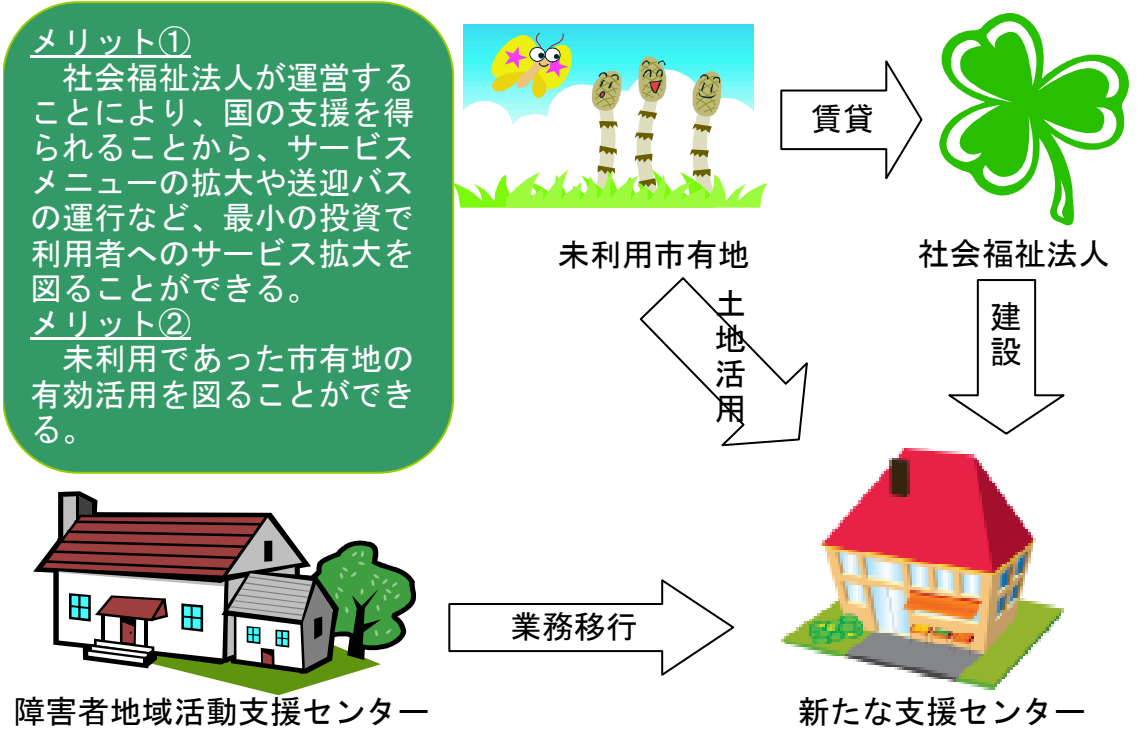 メリット①
社会福祉法人が運営する
ことにより、国の支援を得
られることから、サービス
メニューの拡大や送迎バス
の運行など、最小の投資で
利用者へのサービス拡大を
図ることができる。
メリット②
未利用であった市有地の
有効活用を図ることができ
る。
賃貸
未利用市有地
社会福祉法人
土地活用
建設
業務移行
障害者地域活動支援センター
新たな支援センター